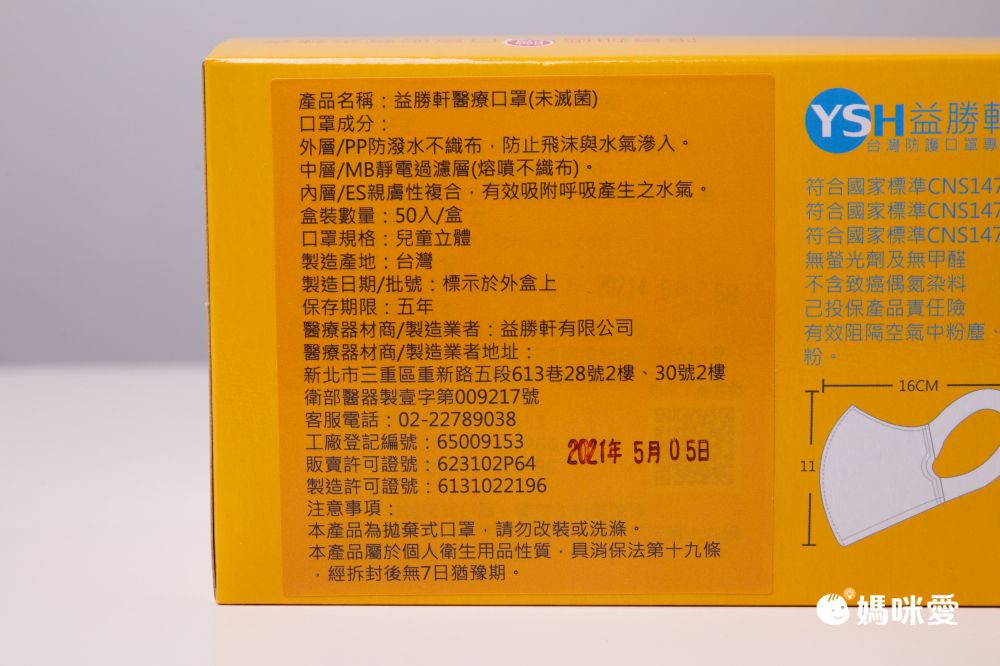 產品名稱：益勝軒醫療口罩(未滅菌)
口罩成分：
外層/PP防潑水不織布，防止飛沫與水氣滲入。
中層/MB靜電過濾層(熔噴不織布)。
內層/ES親膚性複合，有效吸附呼吸產生之水氣。
盒裝數量：50入/盒
口罩規格：兒童立體
製造產地：台灣
製造日期/批號：標示於外盒上
保存期限：五年
醫療器材商/製造業者：益勝軒有限公司
醫療器材商/製造業者地址：
新北市三重區重新路五段613巷28號2樓、30號2樓
衛部醫器製壹字第009217號
客服電話：02-22789038
工廠登記編號：65009153
販賣許可證號：623102P64
製造許可證號：6131022196
2021年 5月 05日
注意事項：
本產品為拋棄式口罩，請勿改裝或洗滌。
本產品屬於個人衛生用品性質，具消保法第十九條
，經拆封後無7日猶豫期。
YSH益勝軒
台灣防護口罩專
符合國家標準CNS147
符合國家標準CNS147
符合國家標準CNS147
無螢光劑及無甲醛
不含致癌偶氮染料
己投保產品責任險
有效阻隔空氣中粉塵、
粉。
16CM
11
媽咪愛